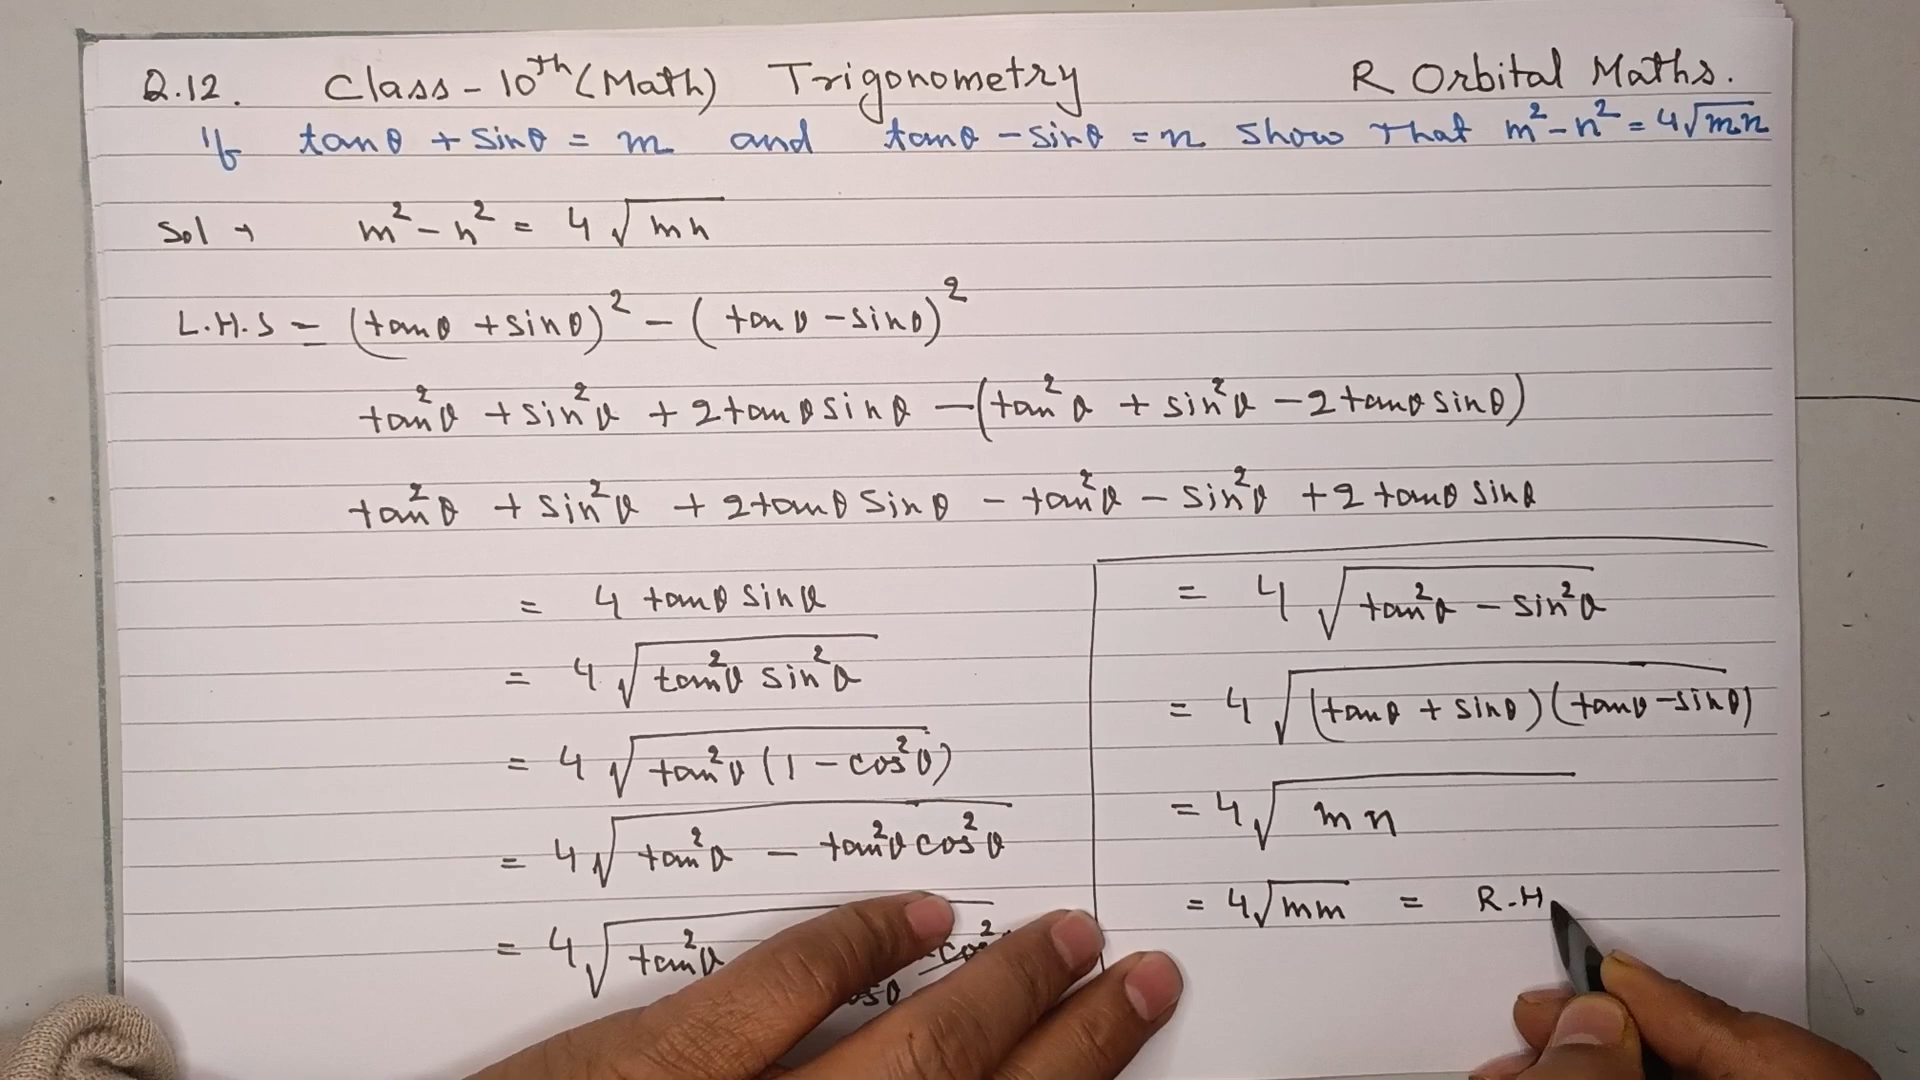 Q.12. Class-10th (Math) Trigonometry R Orbital Maths.
If tanθ + sinθ = m and tanθ - sinθ = n show that m² - n² = 4√mn
Sol → m² - n² = 4√mn
L.H.S = (tanθ + sinθ)² - (tanθ - sinθ)²
tan²θ + sin²θ + 2tanθ sinθ - (tan²θ + sin²θ - 2tanθ sinθ)
tan²θ + sin²θ + 2tanθ sinθ - tan²θ - sin²θ + 2tanθ sinθ
= 4 tanθ sinθ
= 4√tan²θ sin²θ
= 4√tan²θ(1 - cos²θ)
= 4√tan²θ - tan²θ cos²θ
= 4√tan²θ
= 4√tan²θ - sin²θ
= 4√(tanθ + sinθ)(tanθ - sinθ)
= 4√mn
= 4√mm = R.H